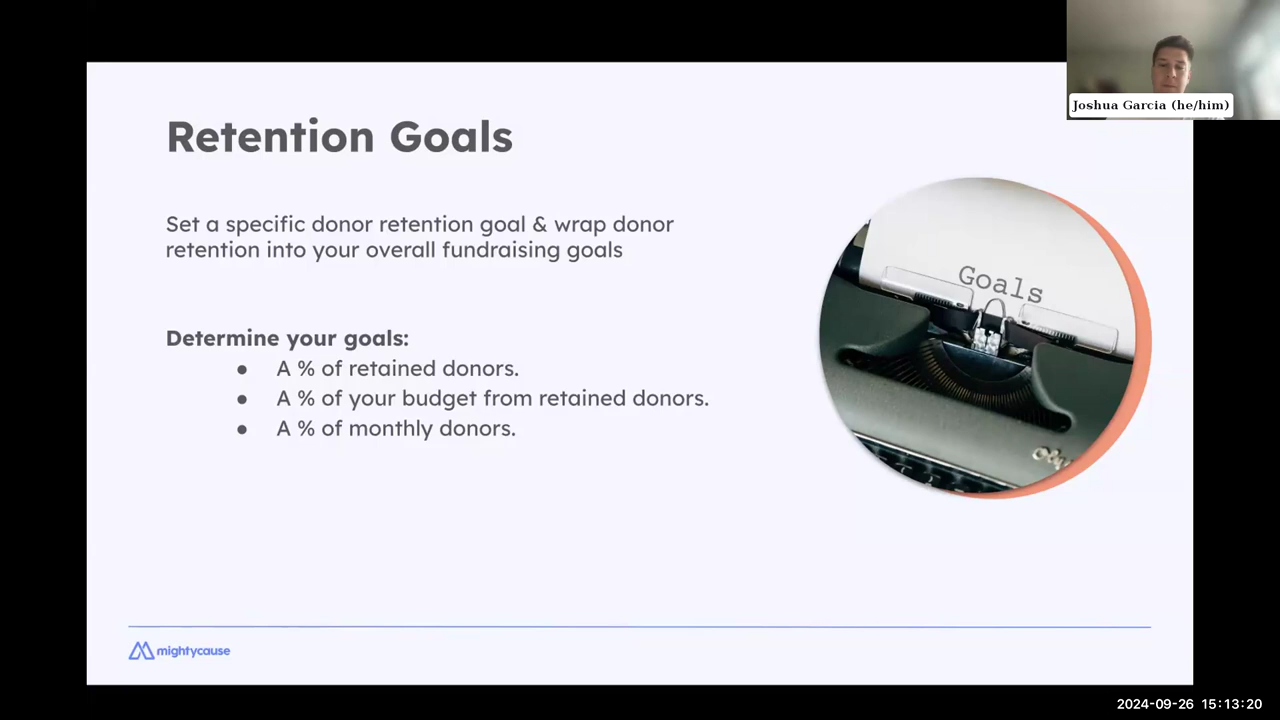 Joshua Garcia (he/him)
Retention Goals
Set a specific donor retention goal & wrap donor
retention into your overall fundraising goals
Determine your goals:
● A % of retained donors.
● A % of your budget from retained donors.
● A % of monthly donors.
Goals
mightycause
2024-09-26 15:13:20